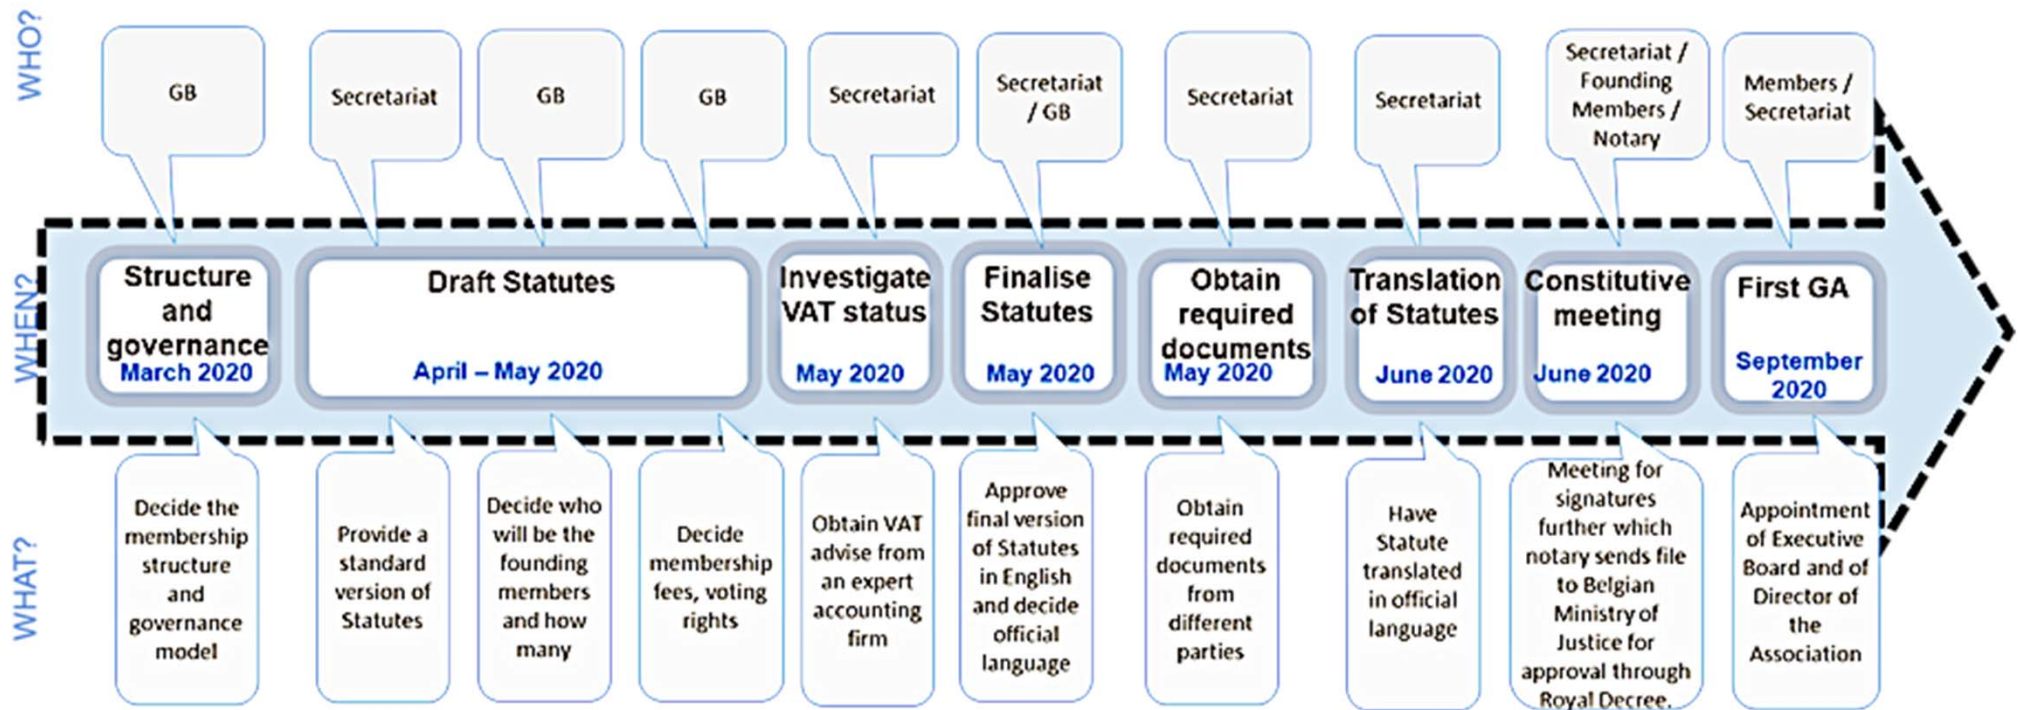 WHO?
GB
Secretariat
GB
GB
Secretariat
Secretariat
/ GB
Secretariat
Secretariat
Secretariat /
Founding
Members /
Notary
Members /
Secretariat
WHEN?
Structure
and
governance
March 2020
Draft Statutes
April – May 2020
Investigate
VAT status
May 2020
Finalise
Statutes
May 2020
Obtain
required
documents
May 2020
Translation
of Statutes
June 2020
Constitutive
meeting
June 2020
First GA
September
2020
WHAT?
Decide the
membership
structure
and
governance
model
Provide a
standard
version of
Statutes
Decide who
will be the
founding
members
and how
many
Decide
membership
fees, voting
rights
Obtain VAT
advise from
an expert
accounting
firm
Approve
final version
of Statutes
in English
and decide
official
language
Obtain
required
documents
from
different
parties
Have
Statute
translated
in official
language
Meeting for
signatures
further which
notary sends file
to Belgian
Ministry of
Justice for
approval through
Royal Decree.
Appointment
of Executive
Board and of
Director of
the
Association